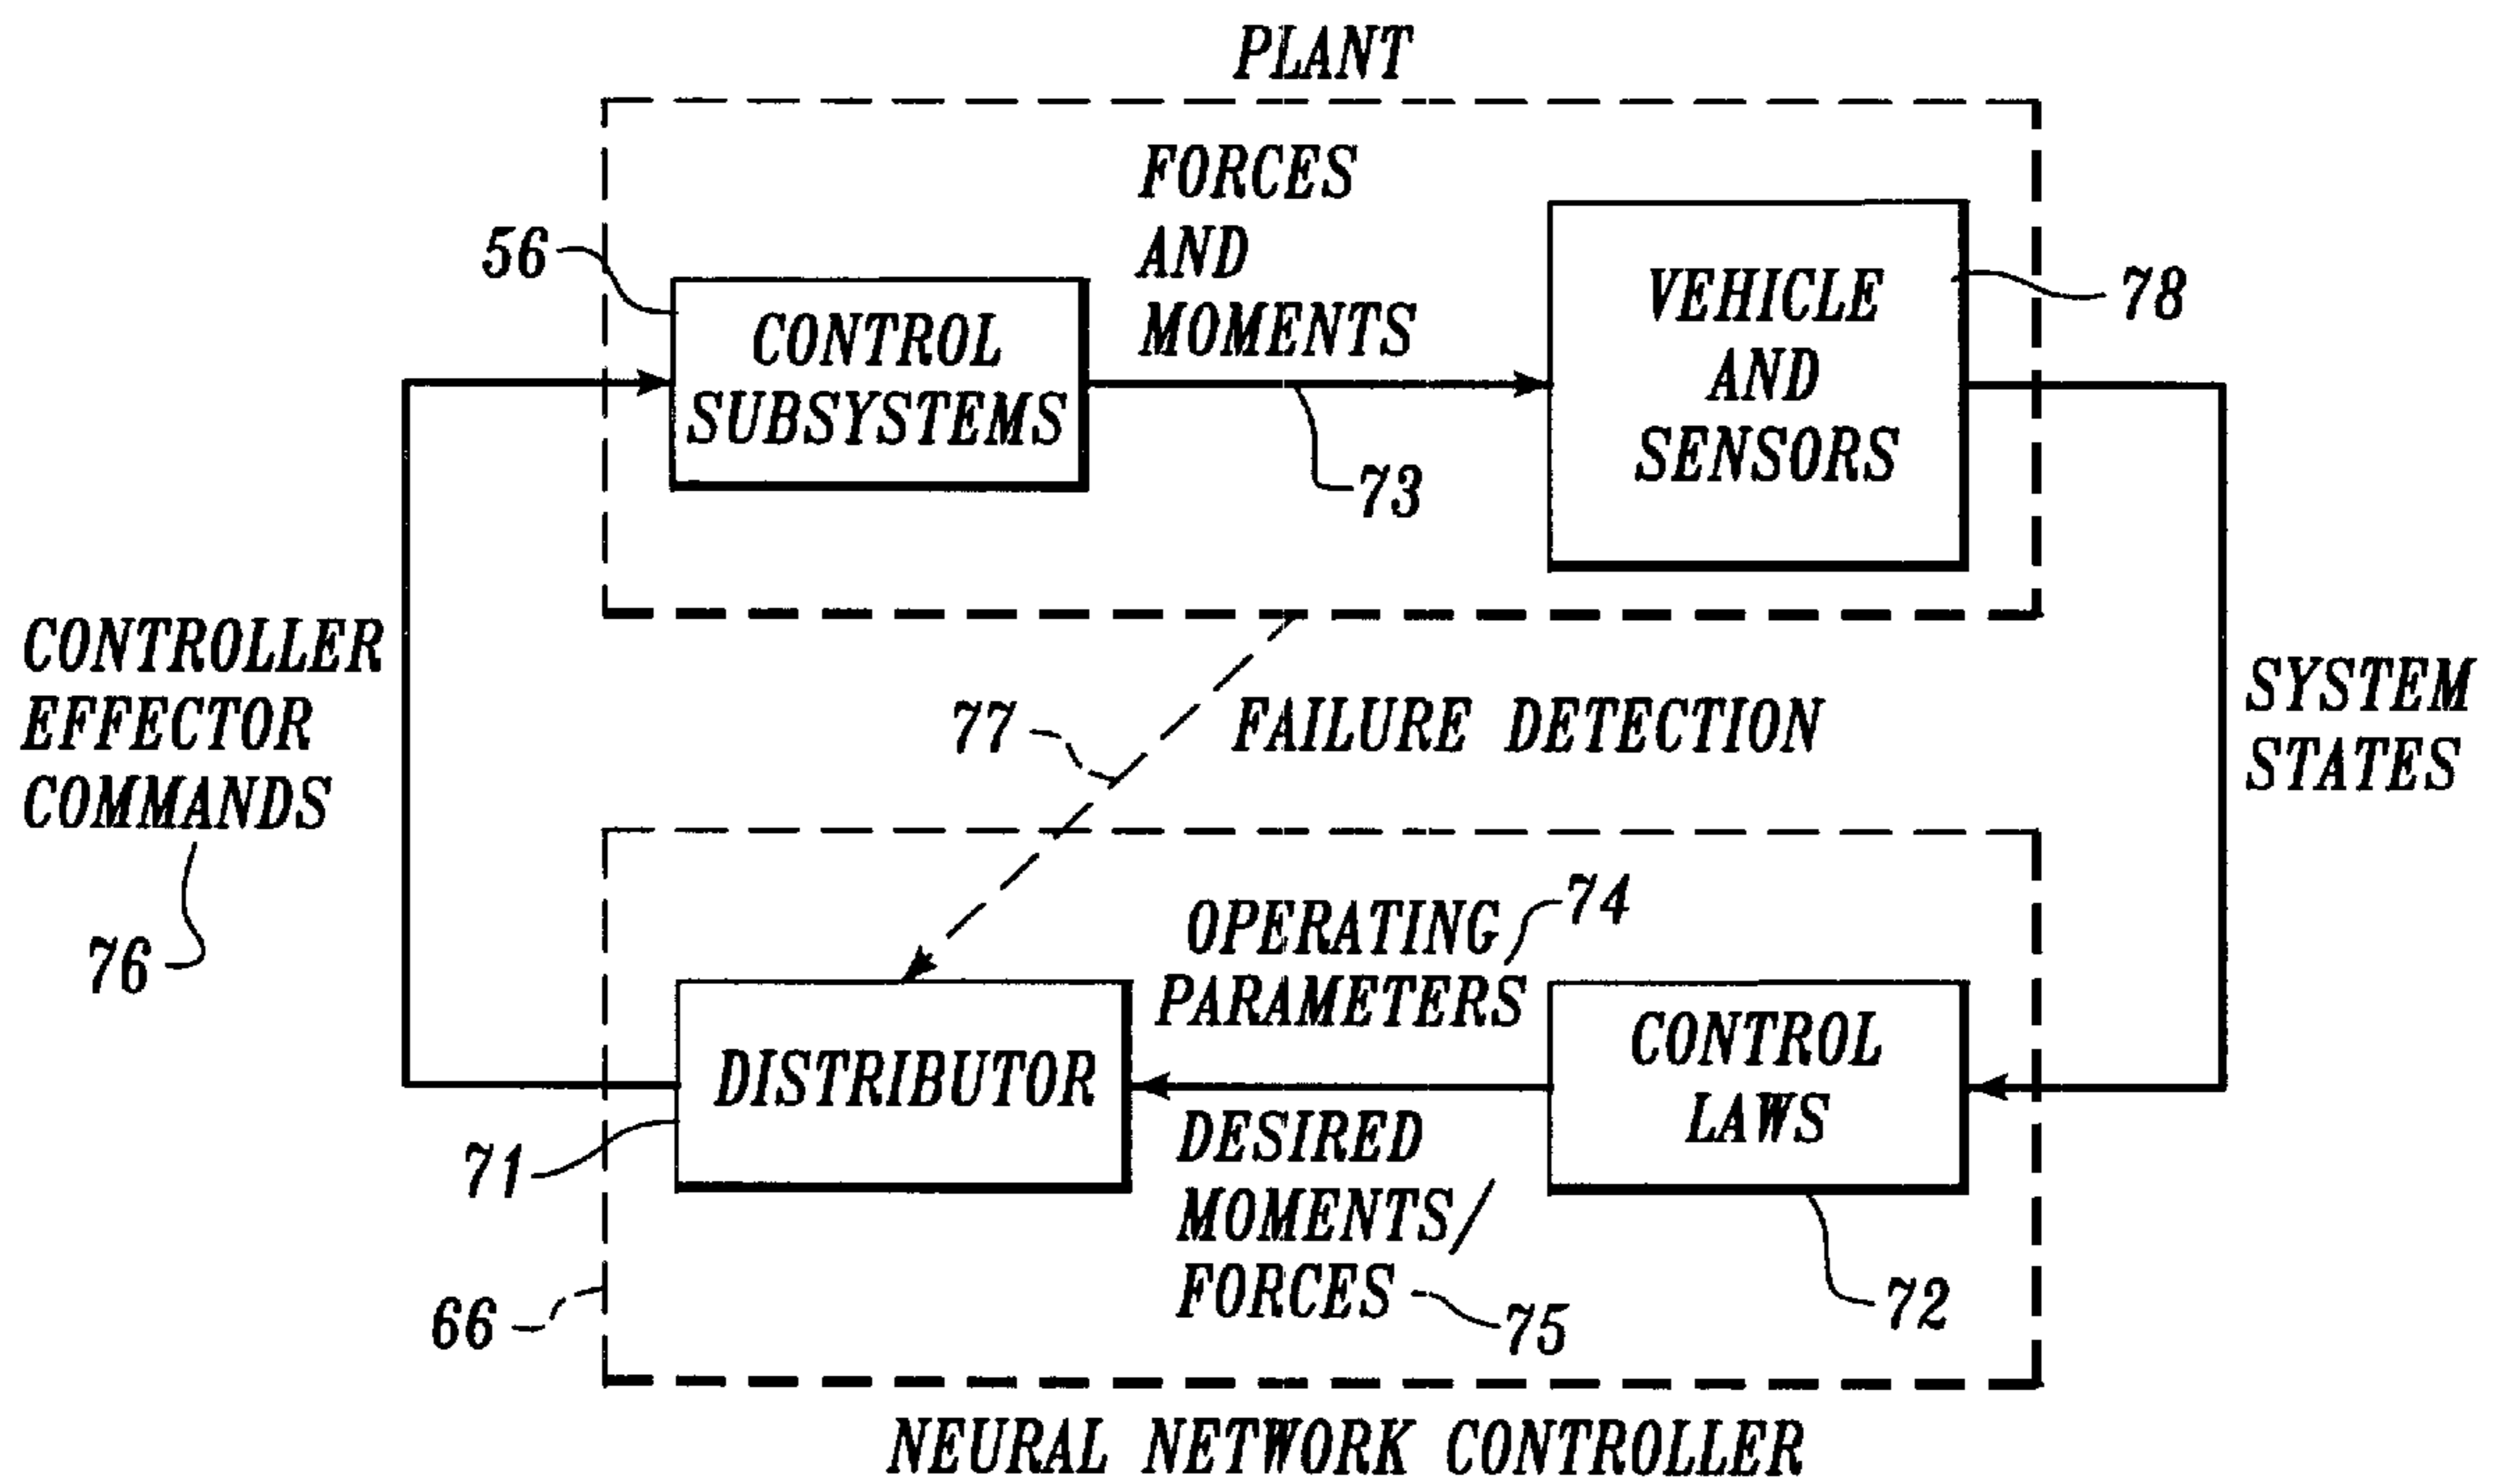 PLANT
FORCES
AND
MOMENTS
56
CONTROL
SUBSYSTEMS
VEHICLE
AND
SENSORS
78
73
CONTROLLER
EFFECTOR
COMMANDS
76
77
FAILURE DETECTION
SYSTEM
STATES
OPERATING
PARAMETERS
74
DISTRIBUTOR
71
CONTROL
LAWS
72
DESIRED
MOMENTS/
FORCES
75
66
NEURAL NETWORK CONTROLLER